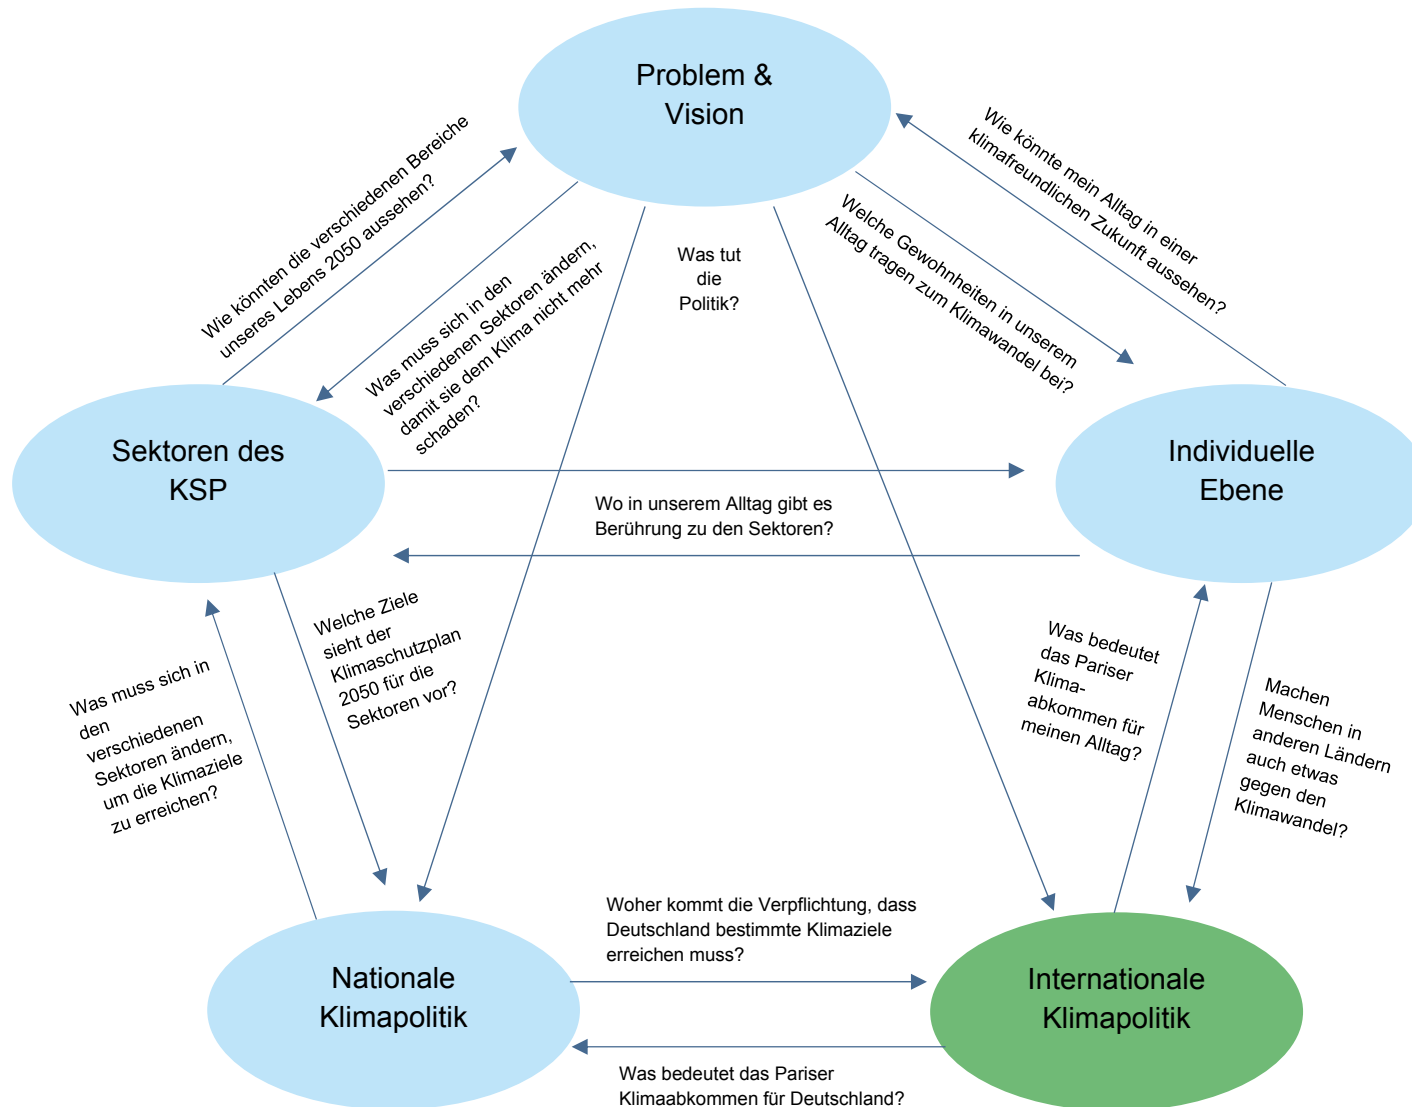 Problem &
Vision
Wie könnten die verschiedenen Bereiche
unseres Lebens 2050 aussehen?
Was muss sich in den
verschiedenen Sektoren ändern,
damit sie dem Klima nicht mehr
schaden?
Was tut
die
Politik?
Welche Gewohnheiten in unserem
Alltag tragen zum Klimawandel bei?
Wie könnte mein Alltag in einer
klimafreundlichen Zukunft aussehen?
Sektoren des
KSP
Individuelle
Ebene
Wo in unserem Alltag gibt es
Berührung zu den Sektoren?
Was muss sich in
den
verschiedenen
Sektoren ändern,
um die Klimaziele
zu erreichen?
Welche Ziele
sieht der
Klimaschutzplan
2050 für die
Sektoren vor?
Was bedeutet
das Pariser
Klima-
abkommen für
meinen Alltag?
Machen
Menschen in
anderen Ländern
auch etwas
gegen den
Klimawandel?
Woher kommt die Verpflichtung, dass
Deutschland bestimmte Klimaziele
erreichen muss?
Nationale
Klimapolitik
Internationale
Klimapolitik
Was bedeutet das Pariser
Klimaabkommen für Deutschland?